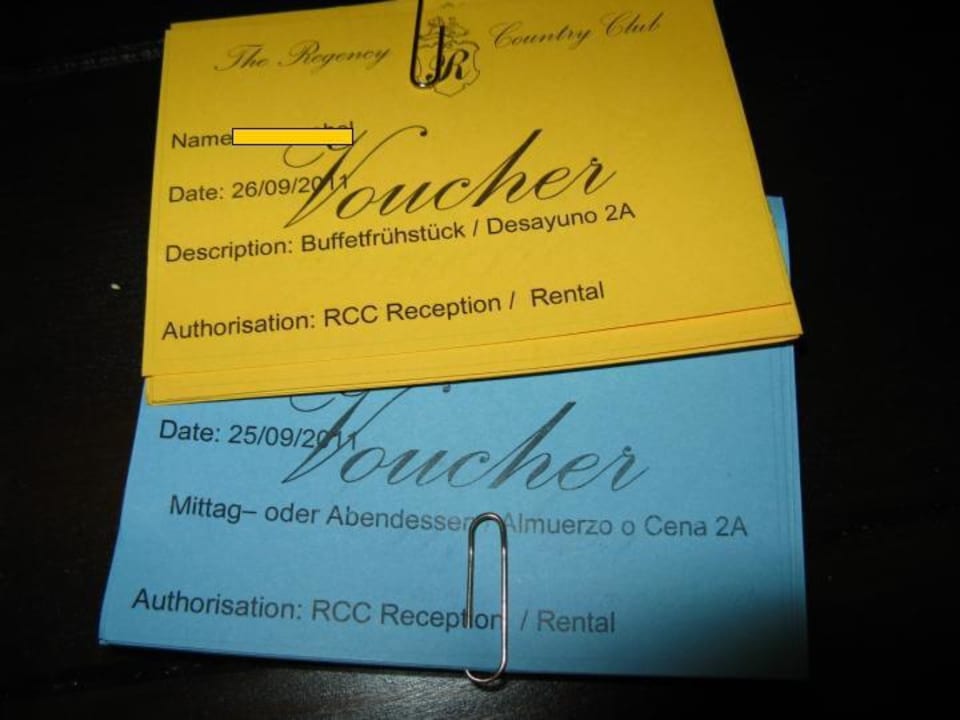 The Regency Country Club
R
Name
Voucher
Date: 26/09/2011
Description: Buffetfrühstück / Desayuno 2A
Authorisation: RCC Reception / Rental
Voucher
Date: 25/09/2011
Mittag– oder Abendessen / Almuerzo o Cena 2A
Authorisation: RCC Reception / Rental